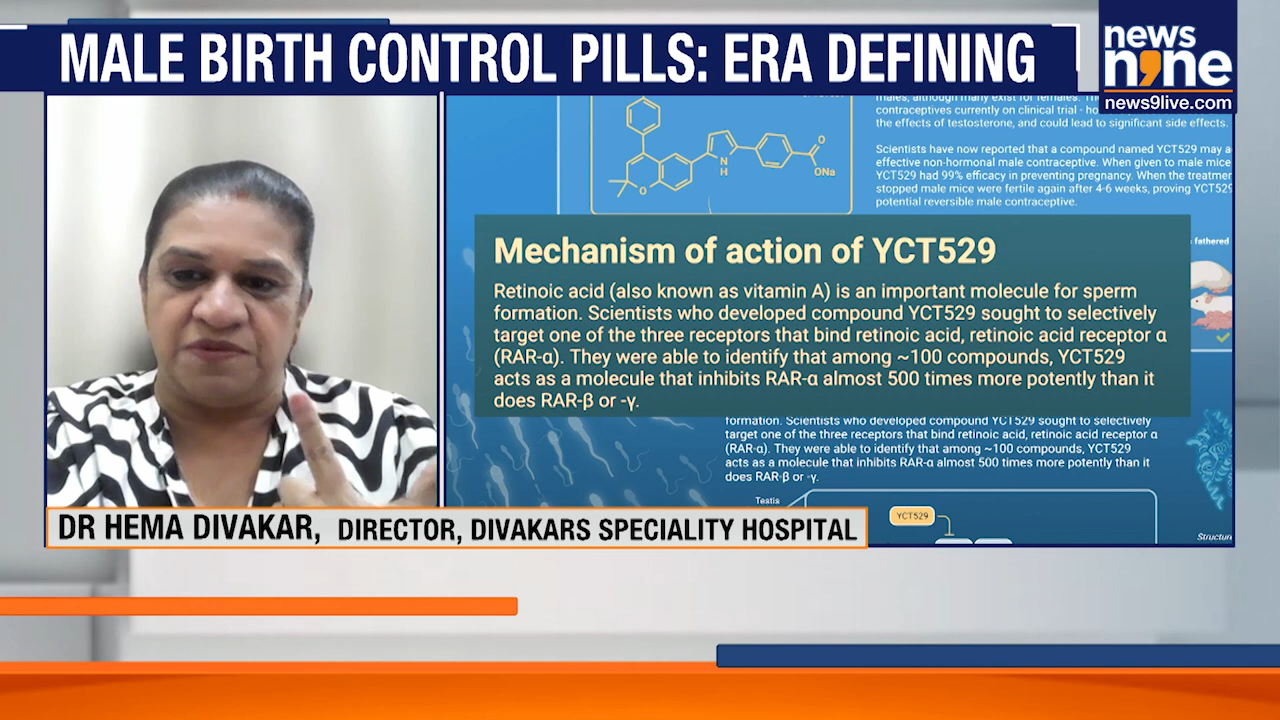 MALE BIRTH CONTROL PILLS: ERA DEFINING
news
n9ne
news9live.com
males, although many exist for females.
contraceptives currently on clinical trial - ho
the effects of testosterone, and could lead to significant side effects.
Scientists have now reported that a compound named YCT529 may a
effective non-hormonal male contraceptive. When given to male mice
YCT529 had 99% efficacy in preventing pregnancy. When the treatmer
stopped male mice were fertile again after 4-6 weeks, proving YCT529
potential reversible male contraceptive.
O
N
H
ONa
O
s fathered
Mechanism of action of YCT529
Retinoic acid (also known as vitamin A) is an important molecule for sperm
formation. Scientists who developed compound YCT529 sought to selectively
target one of the three receptors that bind retinoic acid, retinoic acid receptor α
(RAR-α). They were able to identify that among ~100 compounds, YCT529
acts as a molecule that inhibits RAR-α almost 500 times more potently than it
does RAR-β or -γ.
formation. Scientists who developed compound YCT529 sought to selectively
target one of the three receptors that bind retinoic acid, retinoic acid receptor α
(RAR-α). They were able to identify that among ~100 compounds, YCT529
acts as a molecule that inhibits RAR-α almost 500 times more potently than it
does RAR-β or -γ.
Testis
YCT529
Structur
DR HEMA DIVAKAR, DIRECTOR, DIVAKARS SPECIALITY HOSPITAL